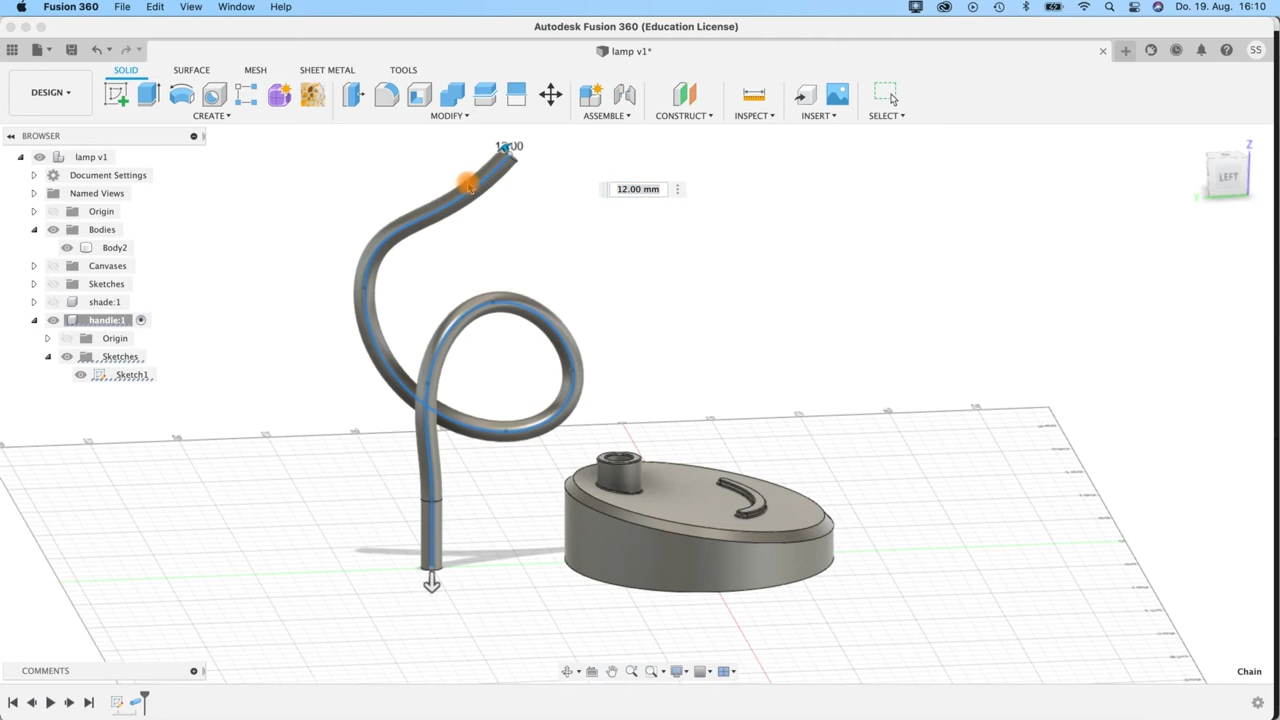 Fusion 360 File Edit View Window Help Do. 19. Aug. 16:10
Autodesk Fusion 360 (Education License)
lamp v1* SS
DESIGN SOLID SURFACE MESH SHEET METAL TOOLS
CREATE MODIFY ASSEMBLE CONSTRUCT INSPECT INSERT SELECT
BROWSER
lamp v1
Document Settings
Named Views
Origin
Bodies
Body2
Canvases
Sketches
shade:1
handle:1
Origin
Sketches
Sketch1
12.00 mm
LEFT
Z
Y
COMMENTS
Chain